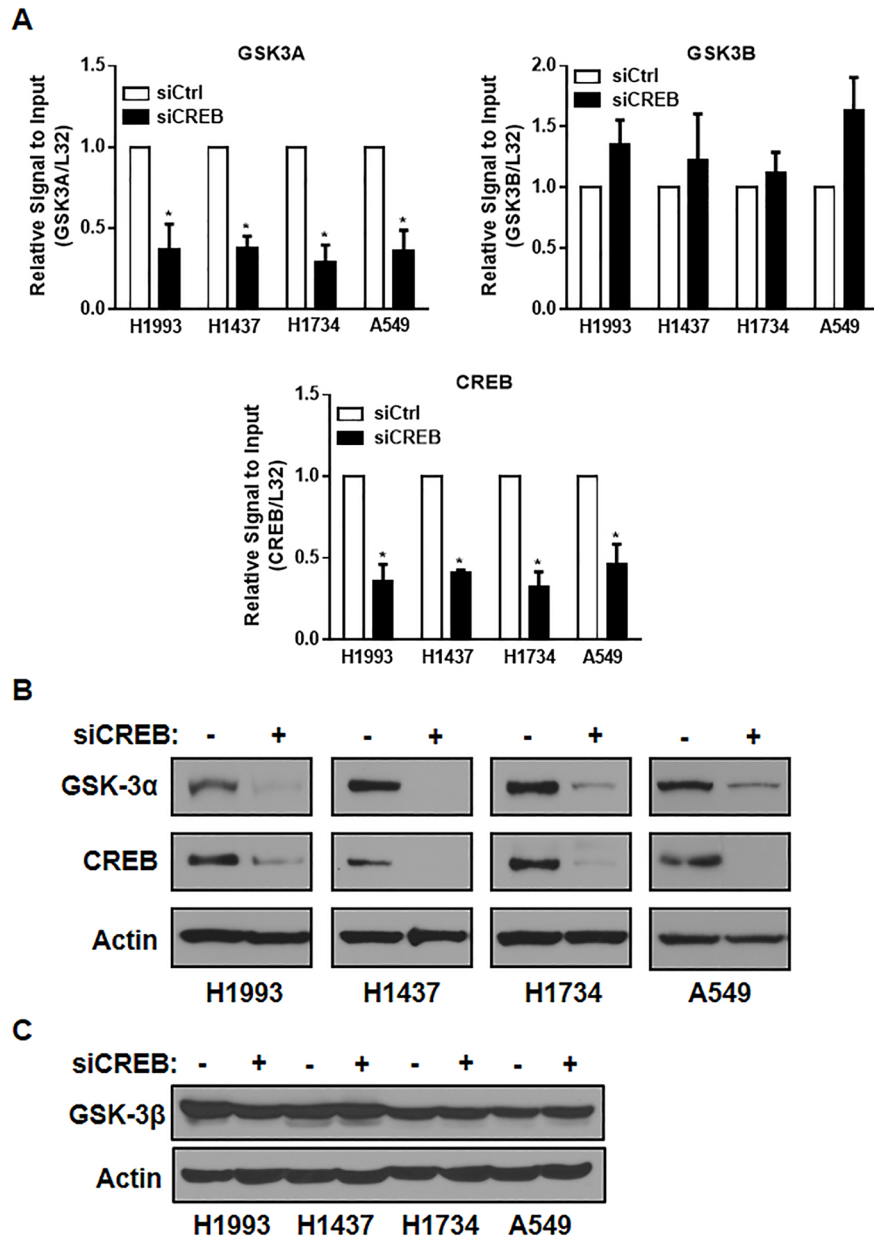 A
GSK3A
1.5
1.0
0.5
0.0
Relative Signal to Input
(GSK3A/L32)
siCtrl
siCREB
* * * *
H1993 H1437 H1734 A549
GSK3B
2.0
1.5
1.0
0.5
0.0
Relative Signal to Input
(GSK3B/L32)
siCtrl
siCREB
H1993 H1437 H1734 A549
CREB
1.5
1.0
0.5
0.0
Relative Signal to Input
(CREB/L32)
siCtrl
siCREB
* * * *
H1993 H1437 H1734 A549
B
siCREB: - + - + - + - +
GSK-3α
CREB
Actin
H1993 H1437 H1734 A549
C
siCREB: - + - + - + - +
GSK-3β
Actin
H1993 H1437 H1734 A549